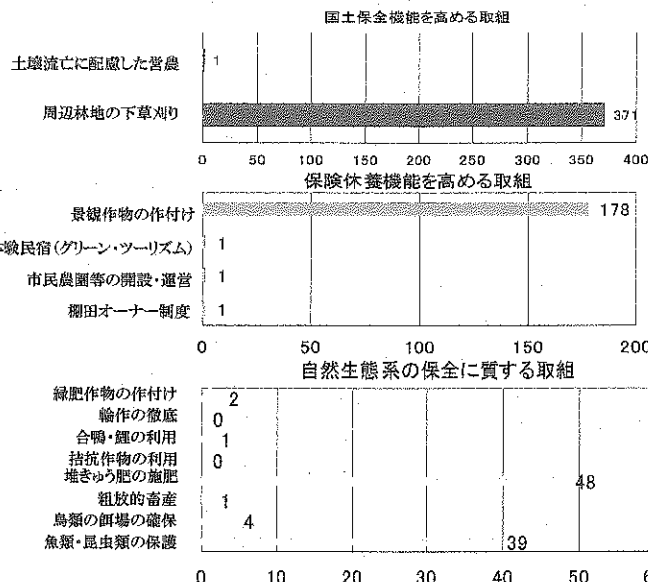 国土保全機能を高める取組
土壌流亡に配慮した営農 1
周辺林地の下草刈り 371
0 50 100 150 200 250 300 350 400
保険休養機能を高める取組
景観作物の作付け 178
験民宿(グリーン・ツーリズム) 1
市民農園等の開設・運営 1
棚田オーナー制度 1
0 50 100 150 200
自然生態系の保全に質する取組
緑肥作物の作付け 2
輪作の徹底 0
合鴨・鯉の利用 1
拮抗作物の利用 0
堆きゅう肥の施肥 48
粗放的畜産 1
鳥類の餌場の確保 4
魚類・昆虫類の保護 39
0 10 20 30 40 50